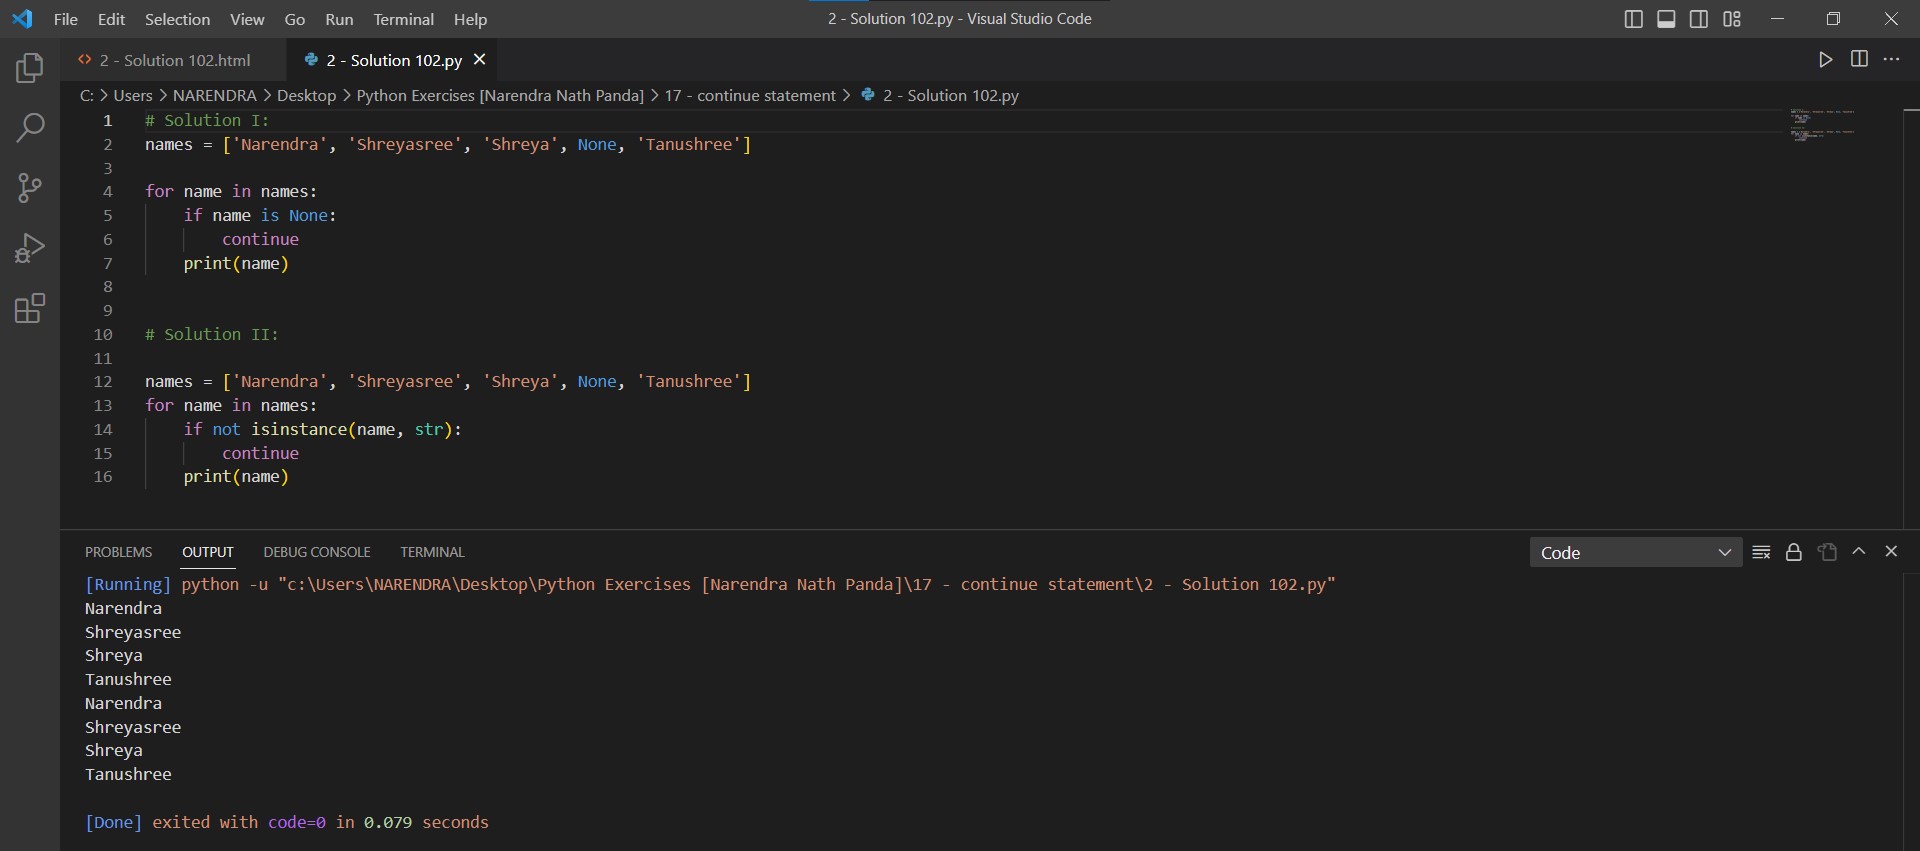 File Edit Selection View Go Run Terminal Help
2 - Solution 102.py - Visual Studio Code
2 - Solution 102.html
2 - Solution 102.py
C: > Users > NARENDRA > Desktop > Python Exercises [Narendra Nath Panda] > 17 - continue statement > 2 - Solution 102.py
1 # Solution I:
2 names = ['Narendra', 'Shreyasree', 'Shreya', None, 'Tanushree']
3
4 for name in names:
5     if name is None:
6         continue
7     print(name)
8
9
10 # Solution II:
11
12 names = ['Narendra', 'Shreyasree', 'Shreya', None, 'Tanushree']
13 for name in names:
14     if not isinstance(name, str):
15         continue
16     print(name)
PROBLEMS OUTPUT DEBUG CONSOLE TERMINAL
Code
[Running] python -u "c:\Users\NARENDRA\Desktop\Python Exercises [Narendra Nath Panda]\17 - continue statement\2 - Solution 102.py"
Narendra
Shreyasree
Shreya
Tanushree
Narendra
Shreyasree
Shreya
Tanushree
[Done] exited with code=0 in 0.079 seconds